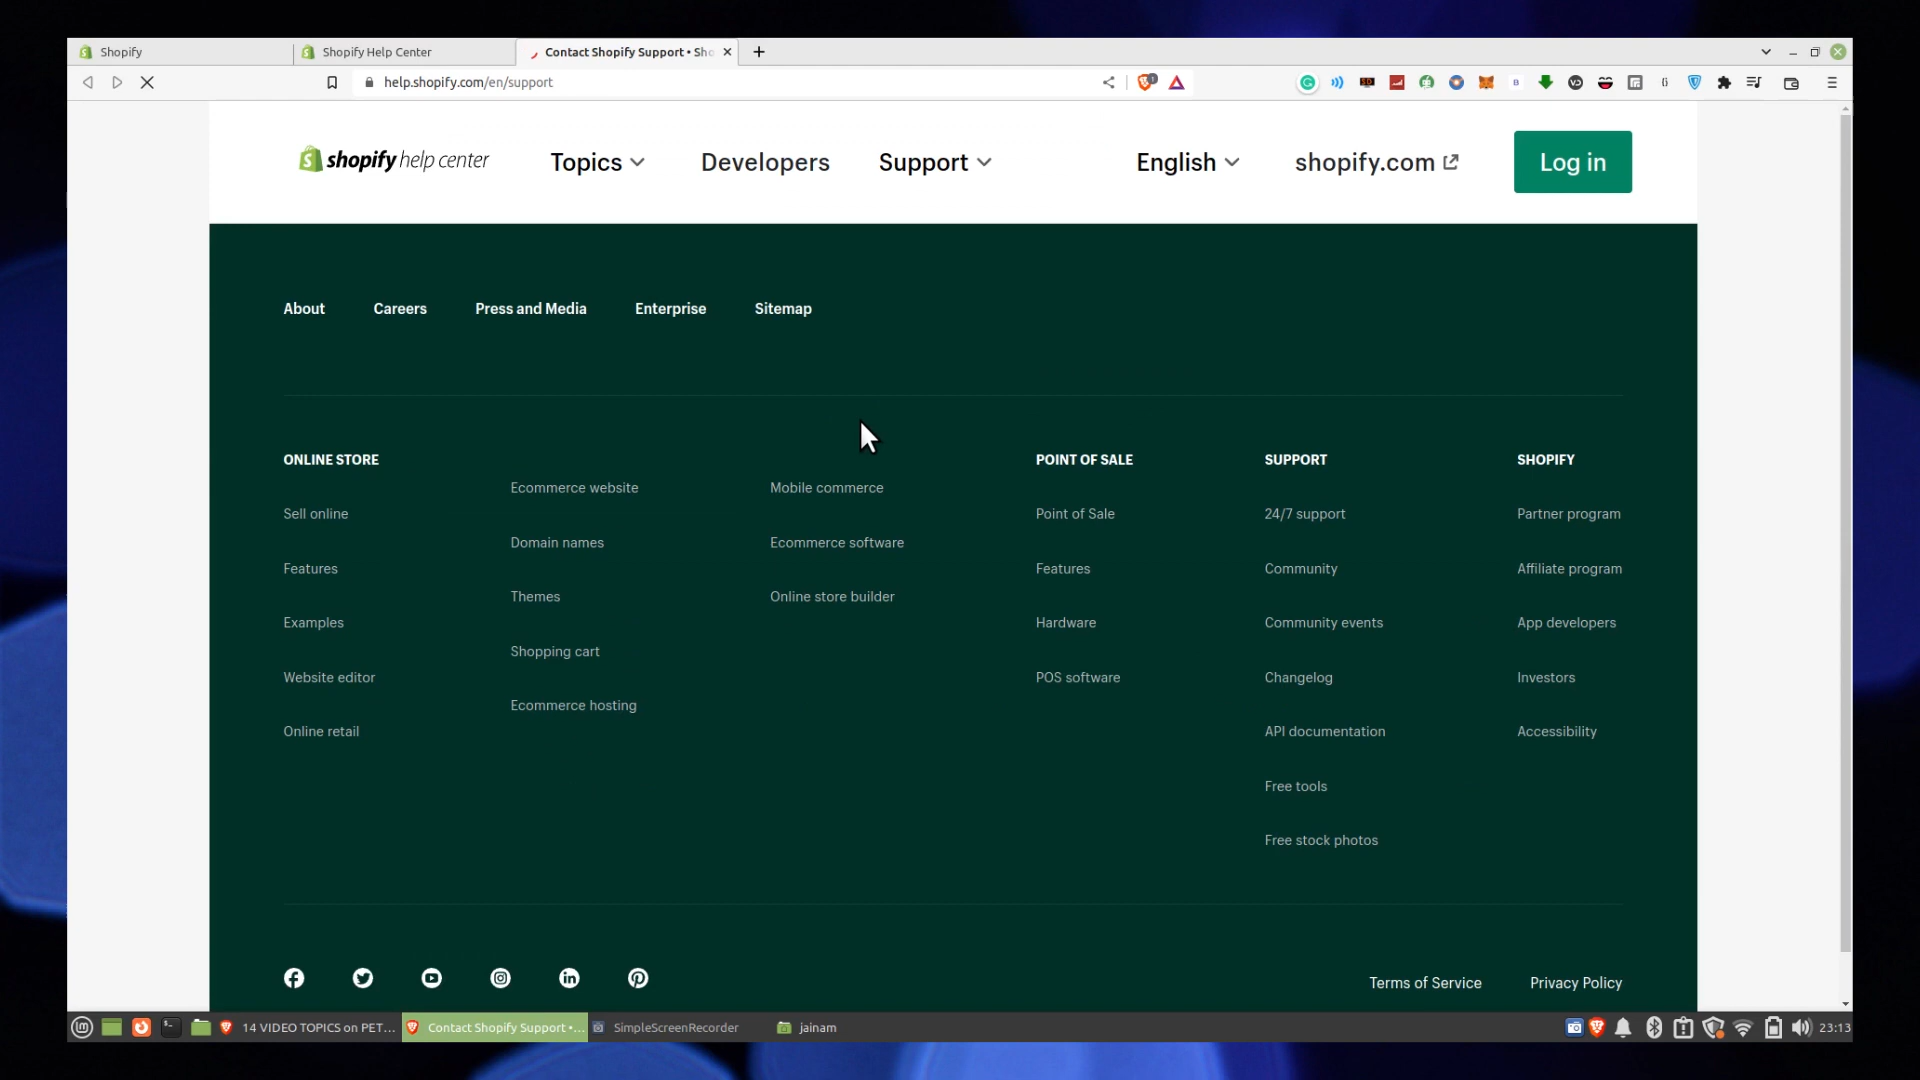 Shopify
Shopify Help Center
Contact Shopify Support • Sho
help.shopify.com/en/support
shopify help center
Topics
Developers
Support
English
shopify.com
Log in
About
Careers
Press and Media
Enterprise
Sitemap
ONLINE STORE
Sell online
Features
Examples
Website editor
Online retail
Ecommerce website
Domain names
Themes
Shopping cart
Ecommerce hosting
Mobile commerce
Ecommerce software
Online store builder
POINT OF SALE
Point of Sale
Features
Hardware
POS software
SUPPORT
24/7 support
Community
Community events
Changelog
API documentation
Free tools
Free stock photos
SHOPIFY
Partner program
Affiliate program
App developers
Investors
Accessibility
Terms of Service
Privacy Policy
14 VIDEO TOPICS on PET...
Contact Shopify Support •...
SimpleScreenRecorder
jainam
23:13